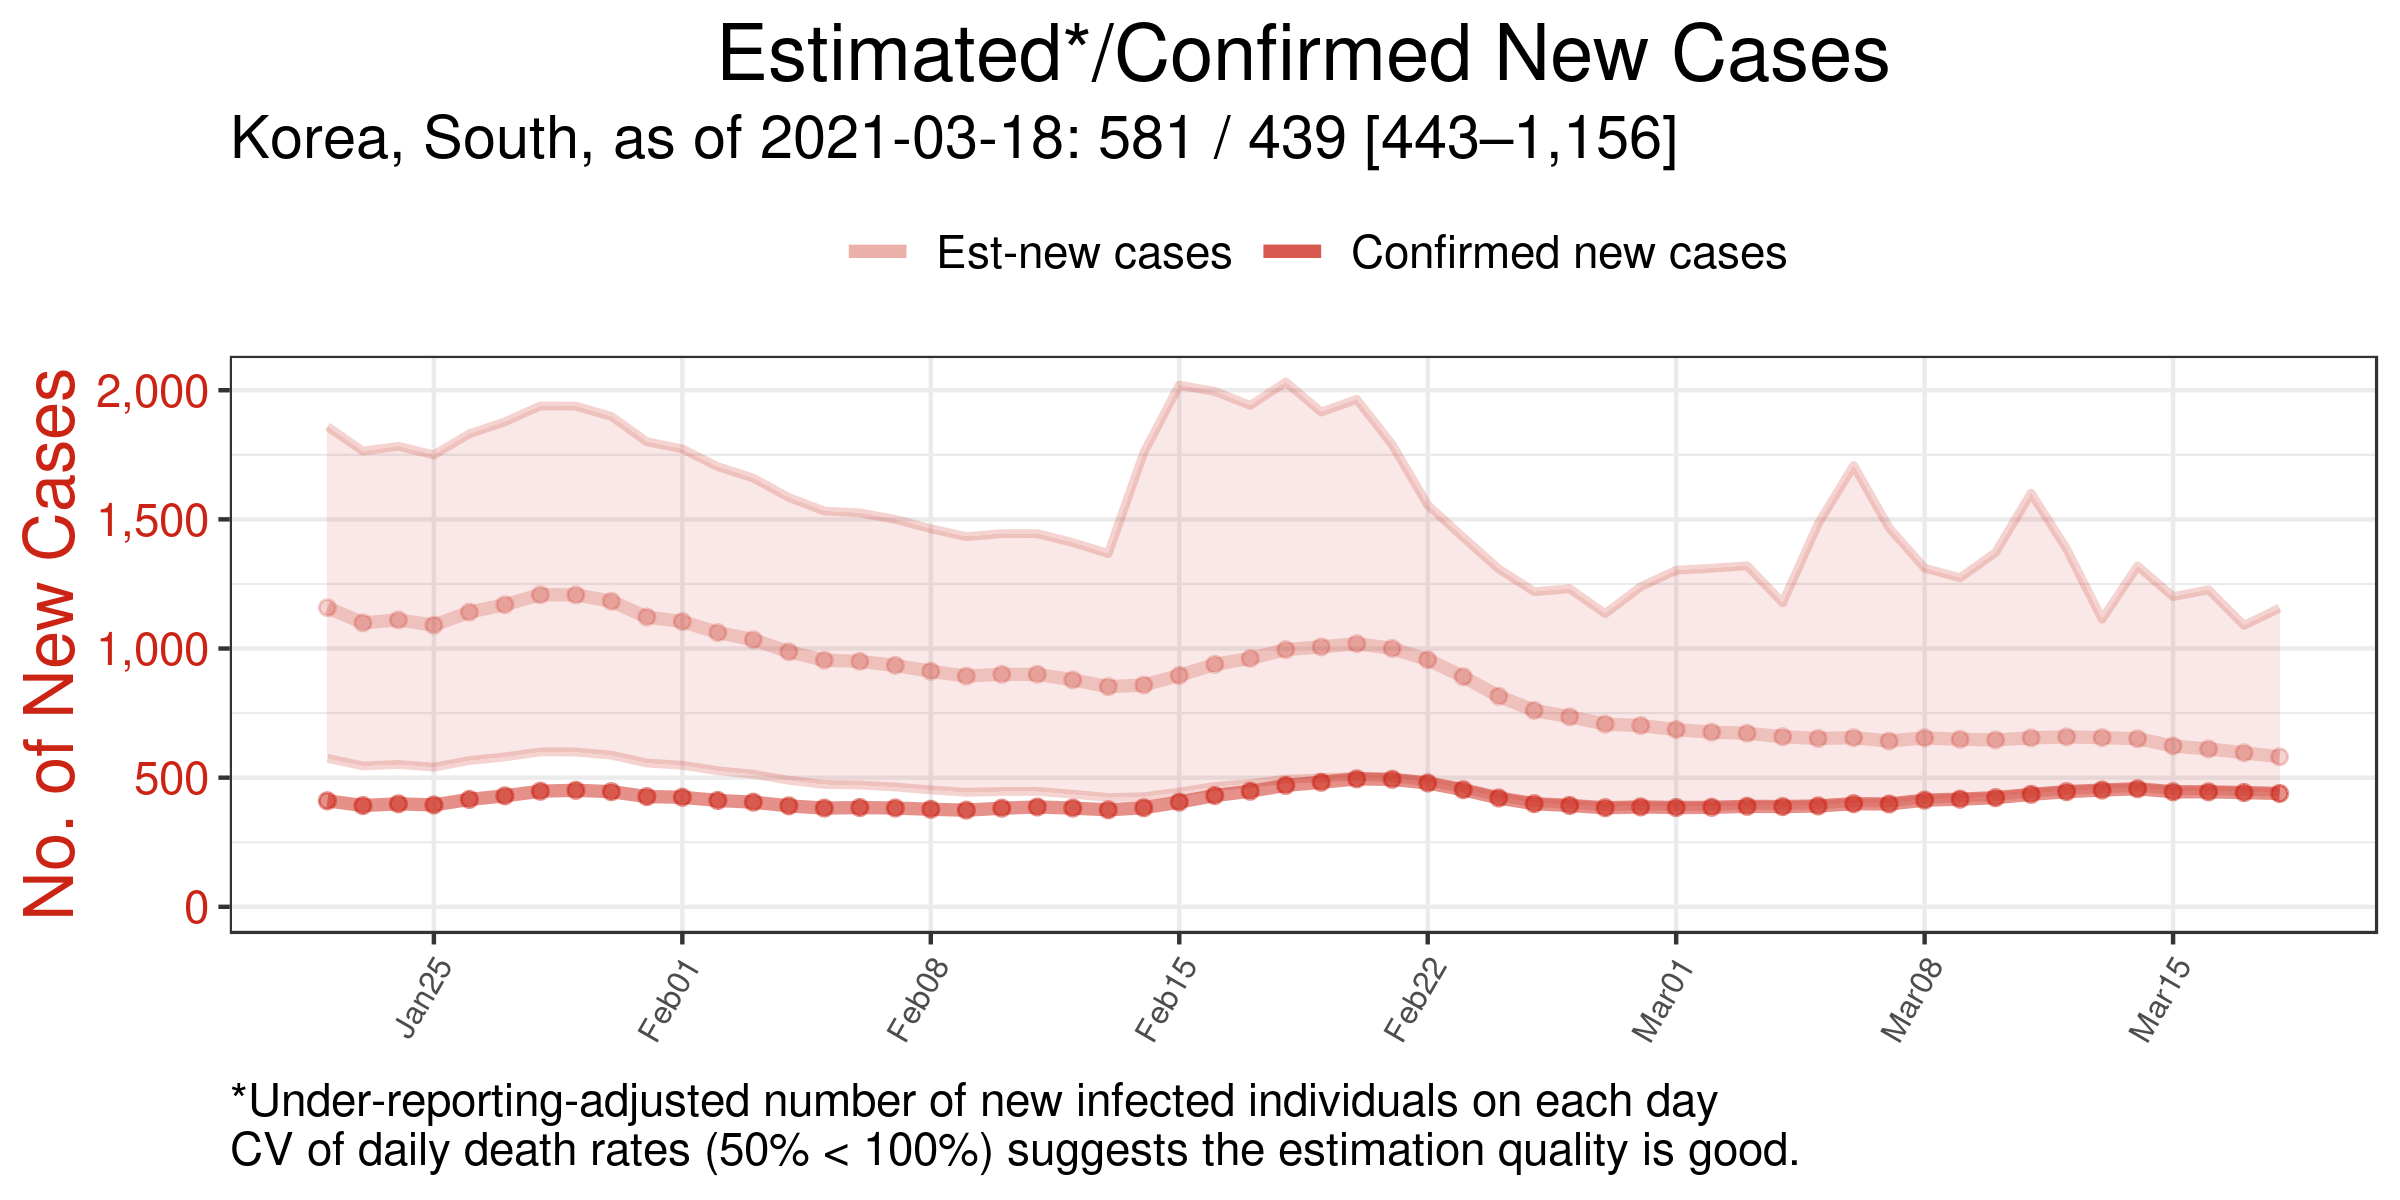 Estimated*/Confirmed New Cases
Korea, South, as of 2021-03-18: 581 / 439 [443–1,156]
Est-new cases
Confirmed new cases
No. of New Cases
2,000
1,500
1,000
500
0
Jan25
Feb01
Feb08
Feb15
Feb22
Mar01
Mar08
Mar15
*Under-reporting-adjusted number of new infected individuals on each day
CV of daily death rates (50% < 100%) suggests the estimation quality is good.